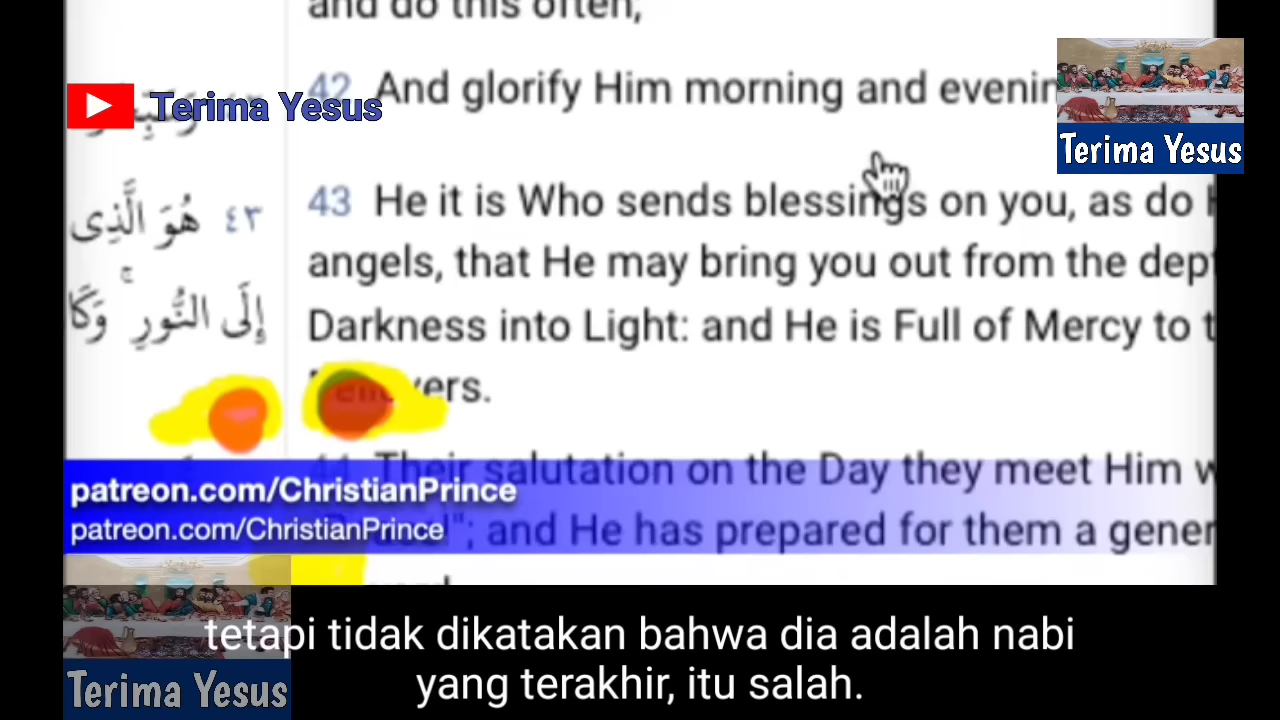 and do this often;
42 And glorify Him morning and
Terima Yesus
Terima Yesus
٤٣ هُوَ الَّذِى
43 He it is Who sends blessings on you, as do
angels, that He may bring you out from the
إِلَى النُّورِ ۚ وَكَا
Darkness into Light: and He is Full of Mercy to
44 Their salutation on the Day they meet Him
patreon.com/ChristianPrince
patreon.com/ChristianPrince
and He has prepared for them a
tetapi tidak dikatakan bahwa dia adalah nabi
yang terakhir, itu salah.
Terima Yesus